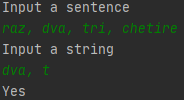 Input a sentence
raz, dva, tri, chetire
Input a string
dva, t
Yes